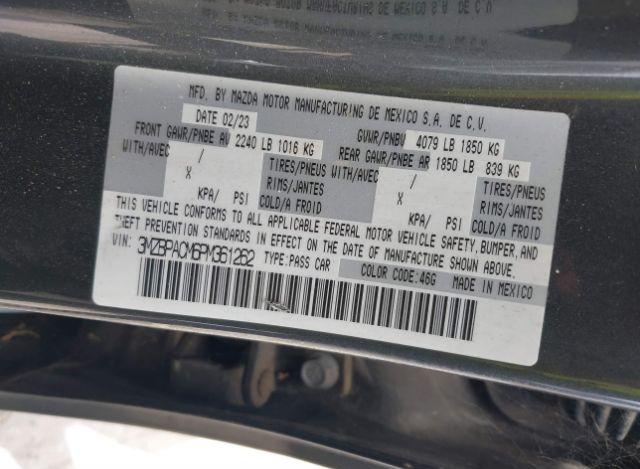 MFD. BY MAZDA MOTOR MANUFACTURING DE MEXICO S.A. DE C.V.
DATE 02/23 GVWR/PNBV 4079 LB 1850 KG
FRONT GAWR/PNBE AV 2240 LB 1016 KG REAR GAWR/PNBE AR 1850 LB 839 KG
WITH/AVEC / TIRES/PNEUS WITH/AVEC / TIRES/PNEUS
X RIMS/JANTES X RIMS/JANTES
KPA/ PSI COLD/A FROID KPA/ PSI COLD/A FROID
THIS VEHICLE CONFORMS TO ALL APPLICABLE FEDERAL MOTOR VEHICLE SAFETY, BUMPER, AND
THEFT PREVENTION STANDARDS IN EFFECT ON THE DATE OF MANUFACTURE SHOWN ABOVE.
VIN: 3MZBPACM6PM361262 TYPE:PASS CAR COLOR CODE:46G MADE IN MEXICO